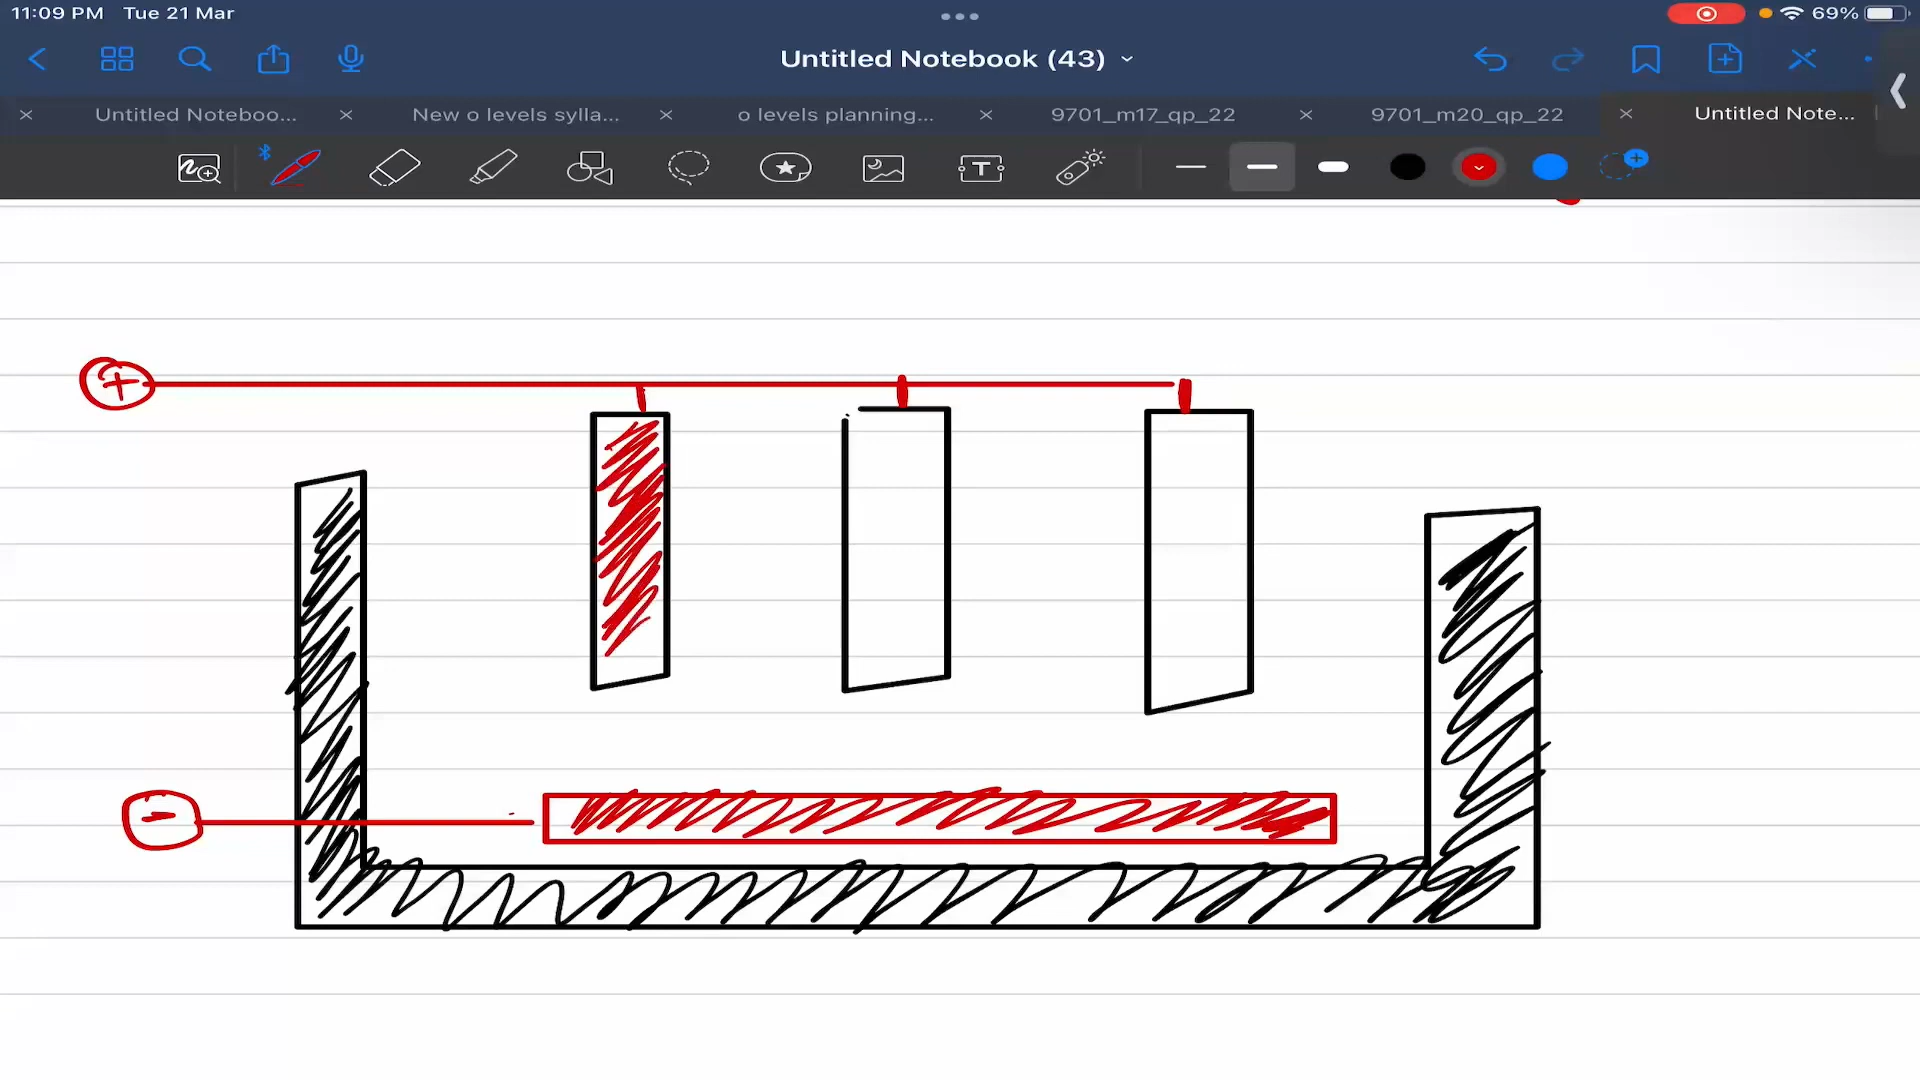 11:09 PM Tue 21 Mar
69%
Untitled Notebook (43)
Untitled Noteboo...
New o levels sylla...
o levels planning...
9701_m17_qp_22
9701_m20_qp_22
Untitled Note...
T
+
-